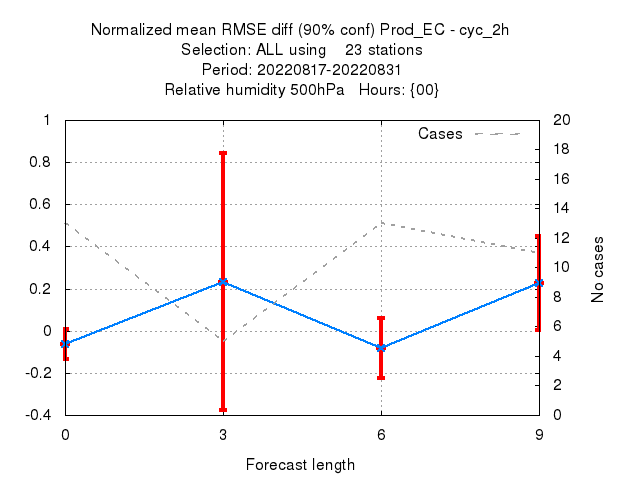 Normalized mean RMSE diff (90% conf) Prod_EC - cyc_2h
Selection: ALL using    23 stations
Period: 20220817-20220831
Relative humidity 500hPa   Hours: {00}
Cases
1
0.8
0.6
0.4
0.2
0
-0.2
-0.4
20
18
16
14
12
10
8
6
4
2
0
No cases
0 3 6 9
Forecast length